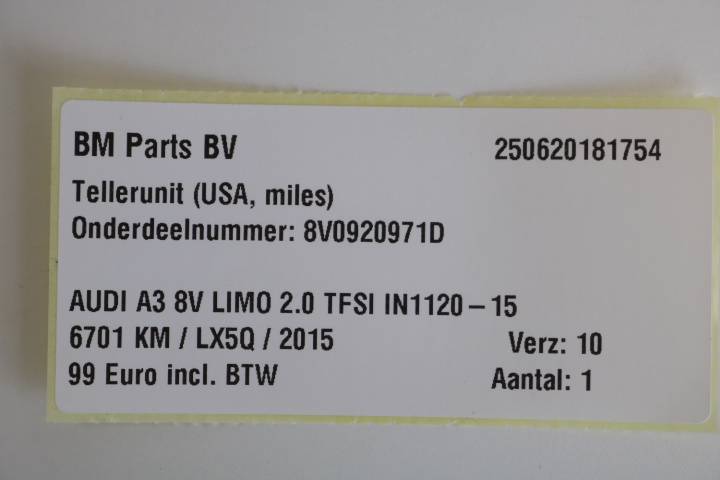 BM Parts BV 250620181754
Tellerunit (USA, miles)
Onderdeelnummer: 8V0920971D
AUDI A3 8V LIMO 2.0 TFSI IN1120 – 15
6701 KM / LX5Q / 2015 Verz: 10
99 Euro incl. BTW Aantal: 1